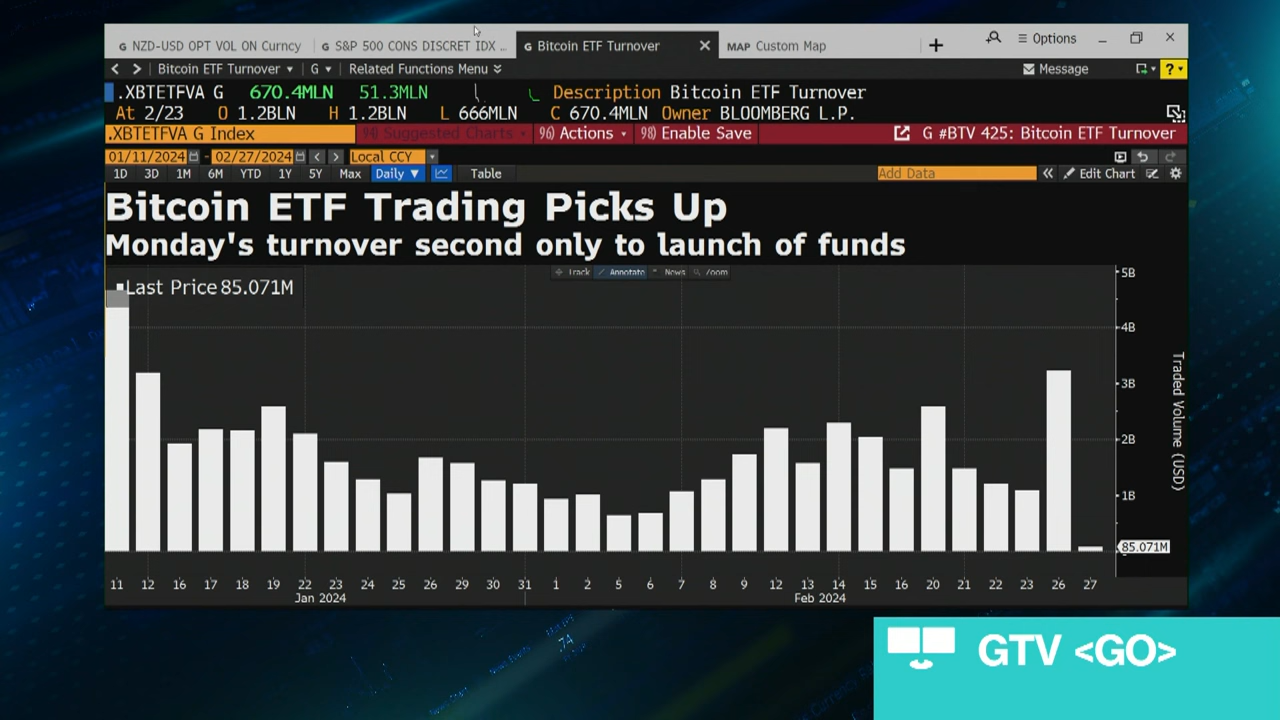 G NZD-USD OPT VOL ON Curncy
G S&P 500 CONS DISCRET IDX ...
G Bitcoin ETF Turnover
MAP Custom Map
Options
Bitcoin ETF Turnover
G
Related Functions Menu
Message
?
.XBTETFVA G 670.4MLN 51.3MLN Description Bitcoin ETF Turnover
At 2/23 O 1.2BLN H 1.2BLN L 666MLN C 670.4MLN Owner BLOOMBERG L.P.
.XBTETFVA G Index 94) Suggested Charts 96) Actions 98) Enable Save G #BTV 425: Bitcoin ETF Turnover
01/11/2024 - 02/27/2024 Local CCY
1D 3D 1M 6M YTD 1Y 5Y Max Daily Table Add Data Edit Chart
Bitcoin ETF Trading Picks Up
Monday's turnover second only to launch of funds
Track Annotate News Zoom
Last Price 85.071M
5B
4B
3B
2B
1B
85.071M
Traded Volume (USD)
11 12 16 17 18 19 22 23 24 25 26 29 30 31 1 2 5 6 7 8 9 12 13 14 15 16 20 21 22 23 26 27
Jan 2024 Feb 2024
GTV <GO>